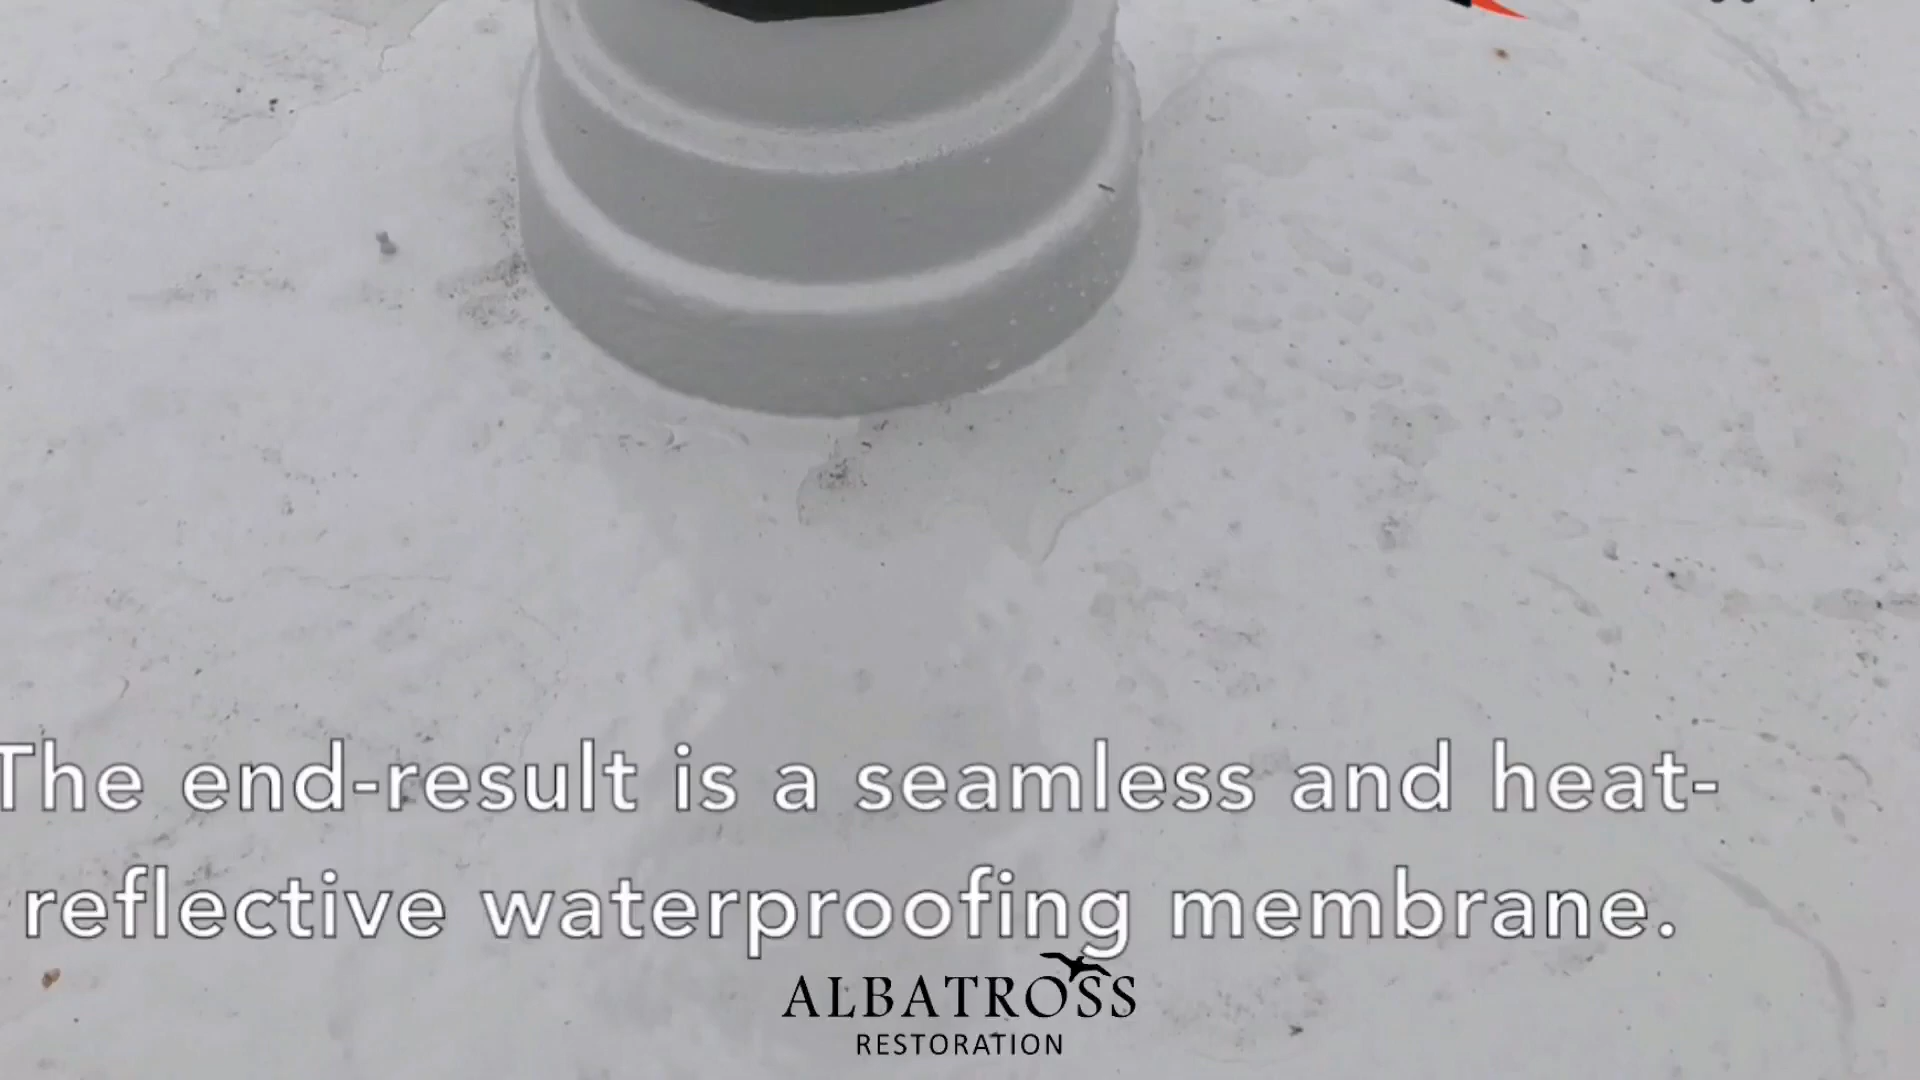 The end-result is a seamless and heat-
reflective waterproofing membrane.
ALBATROSS
RESTORATION